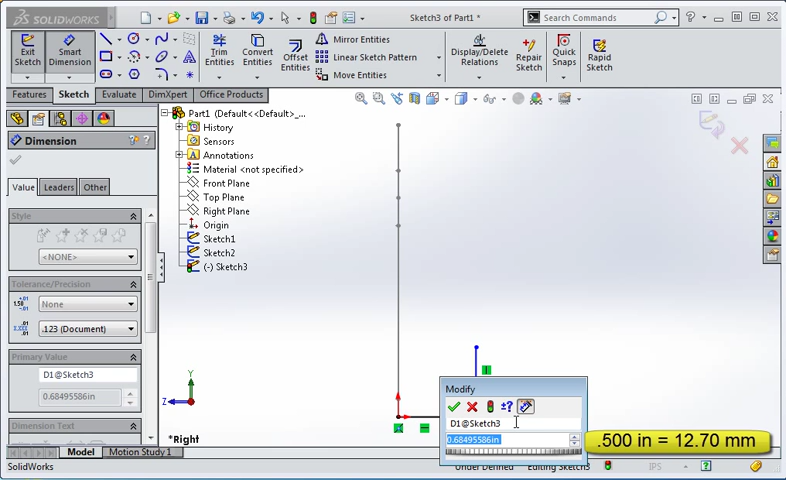 SOLIDWORKS
Sketch3 of Part1 *
Search Commands
Exit Sketch
Smart Dimension
Trim Entities
Convert Entities
Offset Entities
Mirror Entities
Linear Sketch Pattern
Move Entities
Display/Delete Relations
Repair Sketch
Quick Snaps
Rapid Sketch
Features
Sketch
Evaluate
DimXpert
Office Products
Dimension
Value
Leaders
Other
Style
<NONE>
Tolerance/Precision
None
.123 (Document)
Primary Value
D1@Sketch3
0.68495586in
Dimension Text
Part1 (Default<<Default>_...
History
Sensors
Annotations
Material <not specified>
Front Plane
Top Plane
Right Plane
Origin
Sketch1
Sketch2
(-) Sketch3
Y
Z
*Right
Modify
D1@Sketch3
0.68495586in
.500 in = 12.70 mm
Model
Motion Study 1
SolidWorks
Under Defined
Editing Sketch3
IPS